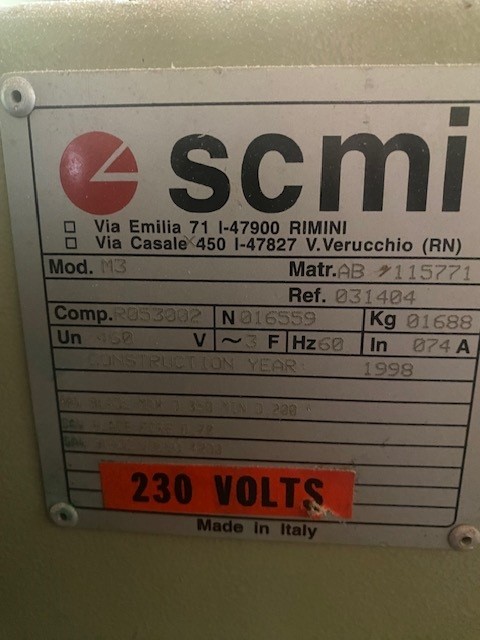 scmi
Via Emilia 71 I-47900 RIMINI
Via Casale 450 I-47827 V.Verucchio (RN)
Mod. M3 Matr. AB 115771
Ref. 031404
Comp. R053002 N 016559 Kg 01688
Un 460 V ~ 3 F Hz 60 In 074 A
CONSTRUCTION YEAR 1998
230 VOLTS
Made in Italy